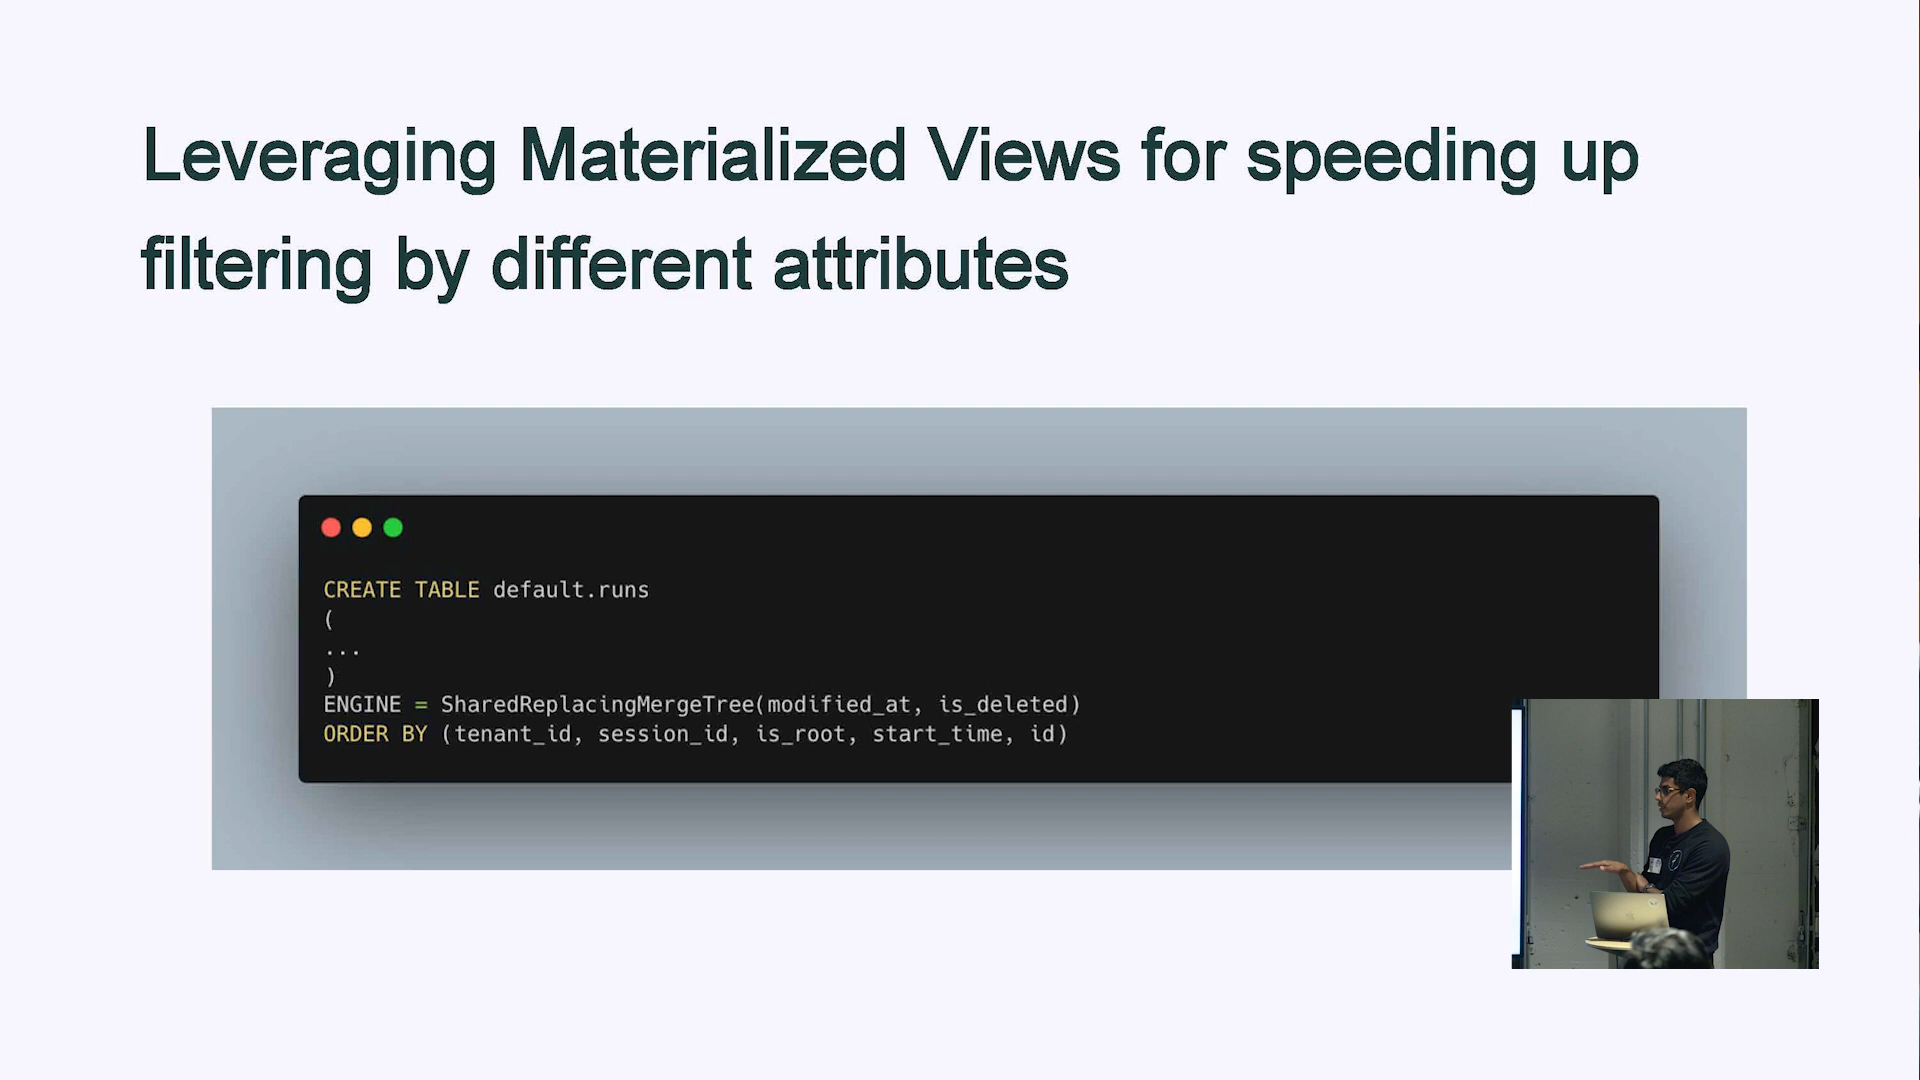 Leveraging Materialized Views for speeding up
filtering by different attributes
CREATE TABLE default.runs
(
...
)
ENGINE = SharedReplacingMergeTree(modified_at, is_deleted)
ORDER BY (tenant_id, session_id, is_root, start_time, id)